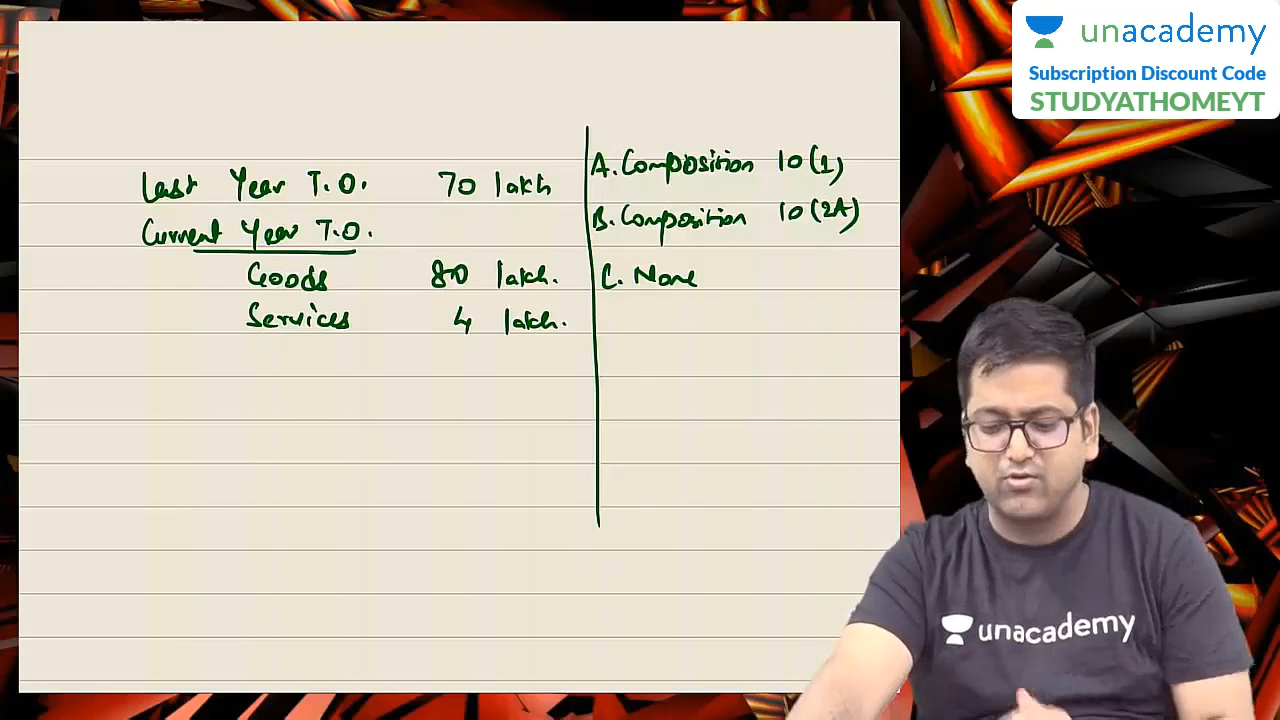 unacademy
Subscription Discount Code
STUDYATHOMEYT
Last Year T.O. 70 lakh
Current Year T.O.
Goods 80 lakh.
Services 4 lakh.
A. Composition 10(1)
B. Composition 10(2A)
C. None
unacademy